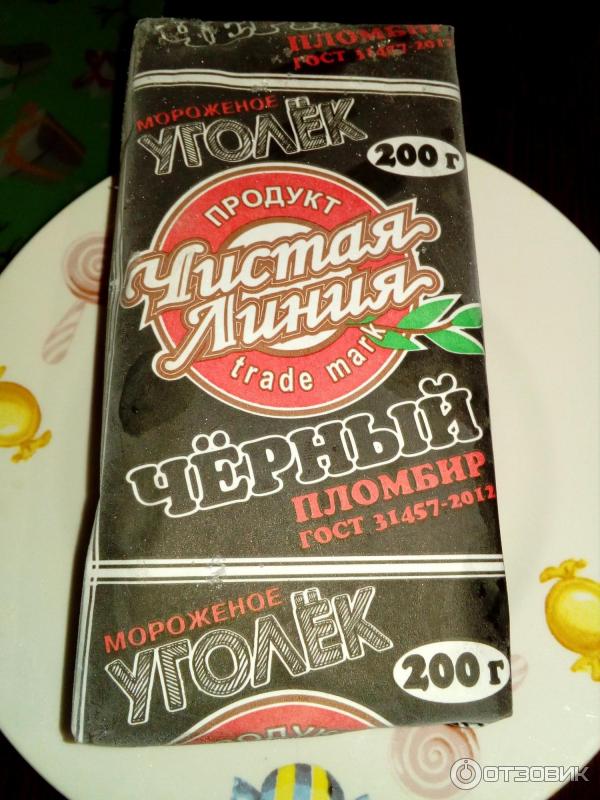 ПЛОМБИР
ГОСТ 31457-2012
МОРОЖЕНОЕ
УГОЛЁК
200 г
ПРОДУКТ
Чистая
Линия
trade mark
ЧЁРНЫЙ
ПЛОМБИР
ГОСТ 31457-2012
МОРОЖЕНОЕ
УГОЛЁК
200 г
ПРОДУКТ
ОТЗОВИК